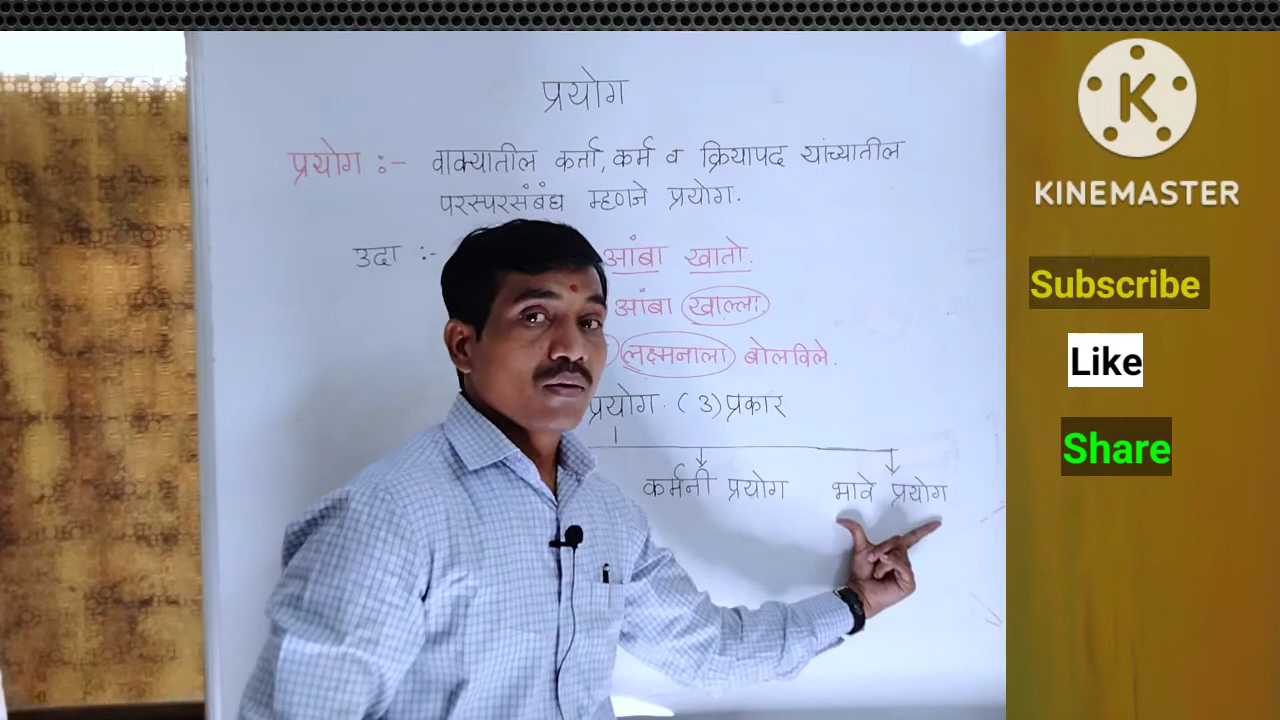 प्रयोग
प्रयोग :- वाक्यातील कर्त्ता, कर्म व क्रियापद यांच्यातील
परस्परसंबंध म्हणजे प्रयोग.
उदा :- आंबा खातो.
आंबा खाल्ला.
लक्ष्मनाला बोलविले.
प्रयोग. (3) प्रकार
कर्मनी प्रयोग भावे प्रयोग
K
KINEMASTER
Subscribe
Like
Share